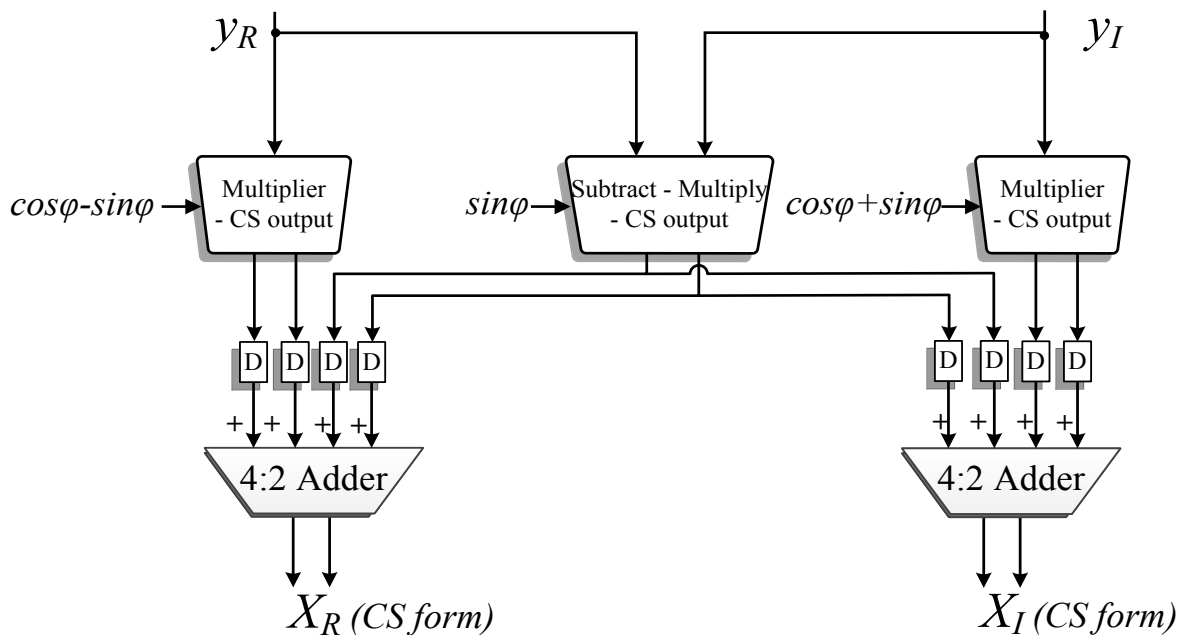 y_R
y_I
cosφ-sinφ
Multiplier
- CS output
sinφ
Subtract - Multiply
- CS output
cosφ+sinφ
Multiplier
- CS output
D D D D
D D D D
+ + + +
+ + + +
4:2 Adder
4:2 Adder
X_R (CS form)
X_I (CS form)